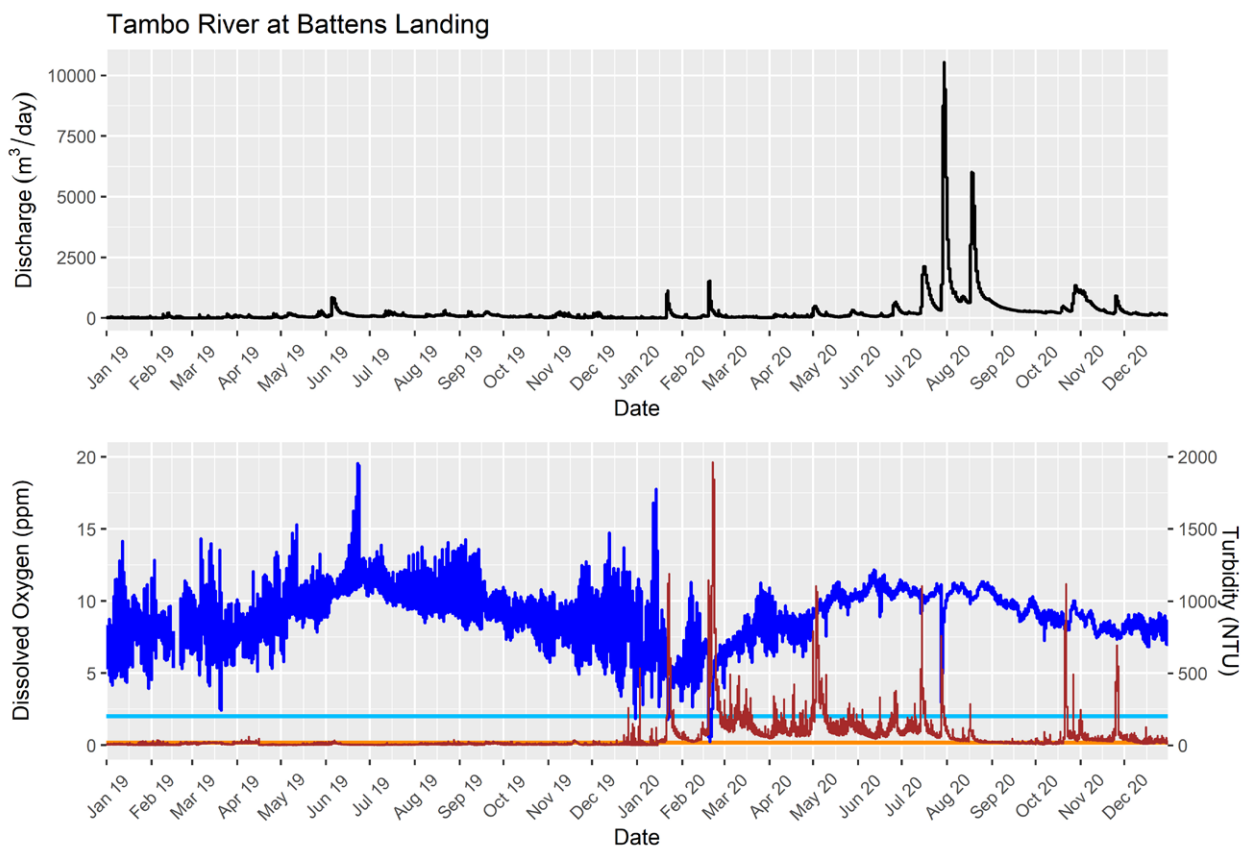 Tambo River at Battens Landing
Discharge (m³/day)
10000
7500
5000
2500
0
Jan 19 Feb 19 Mar 19 Apr 19 May 19 Jun 19 Jul 19 Aug 19 Sep 19 Oct 19 Nov 19 Dec 19 Jan 20 Feb 20 Mar 20 Apr 20 May 20 Jun 20 Jul 20 Aug 20 Sep 20 Oct 20 Nov 20 Dec 20
Date
Dissolved Oxygen (ppm)
20
15
10
5
0
2000
1500
1000
500
0
Turbidity (NTU)
Jan 19 Feb 19 Mar 19 Apr 19 May 19 Jun 19 Jul 19 Aug 19 Sep 19 Oct 19 Nov 19 Dec 19 Jan 20 Feb 20 Mar 20 Apr 20 May 20 Jun 20 Jul 20 Aug 20 Sep 20 Oct 20 Nov 20 Dec 20
Date